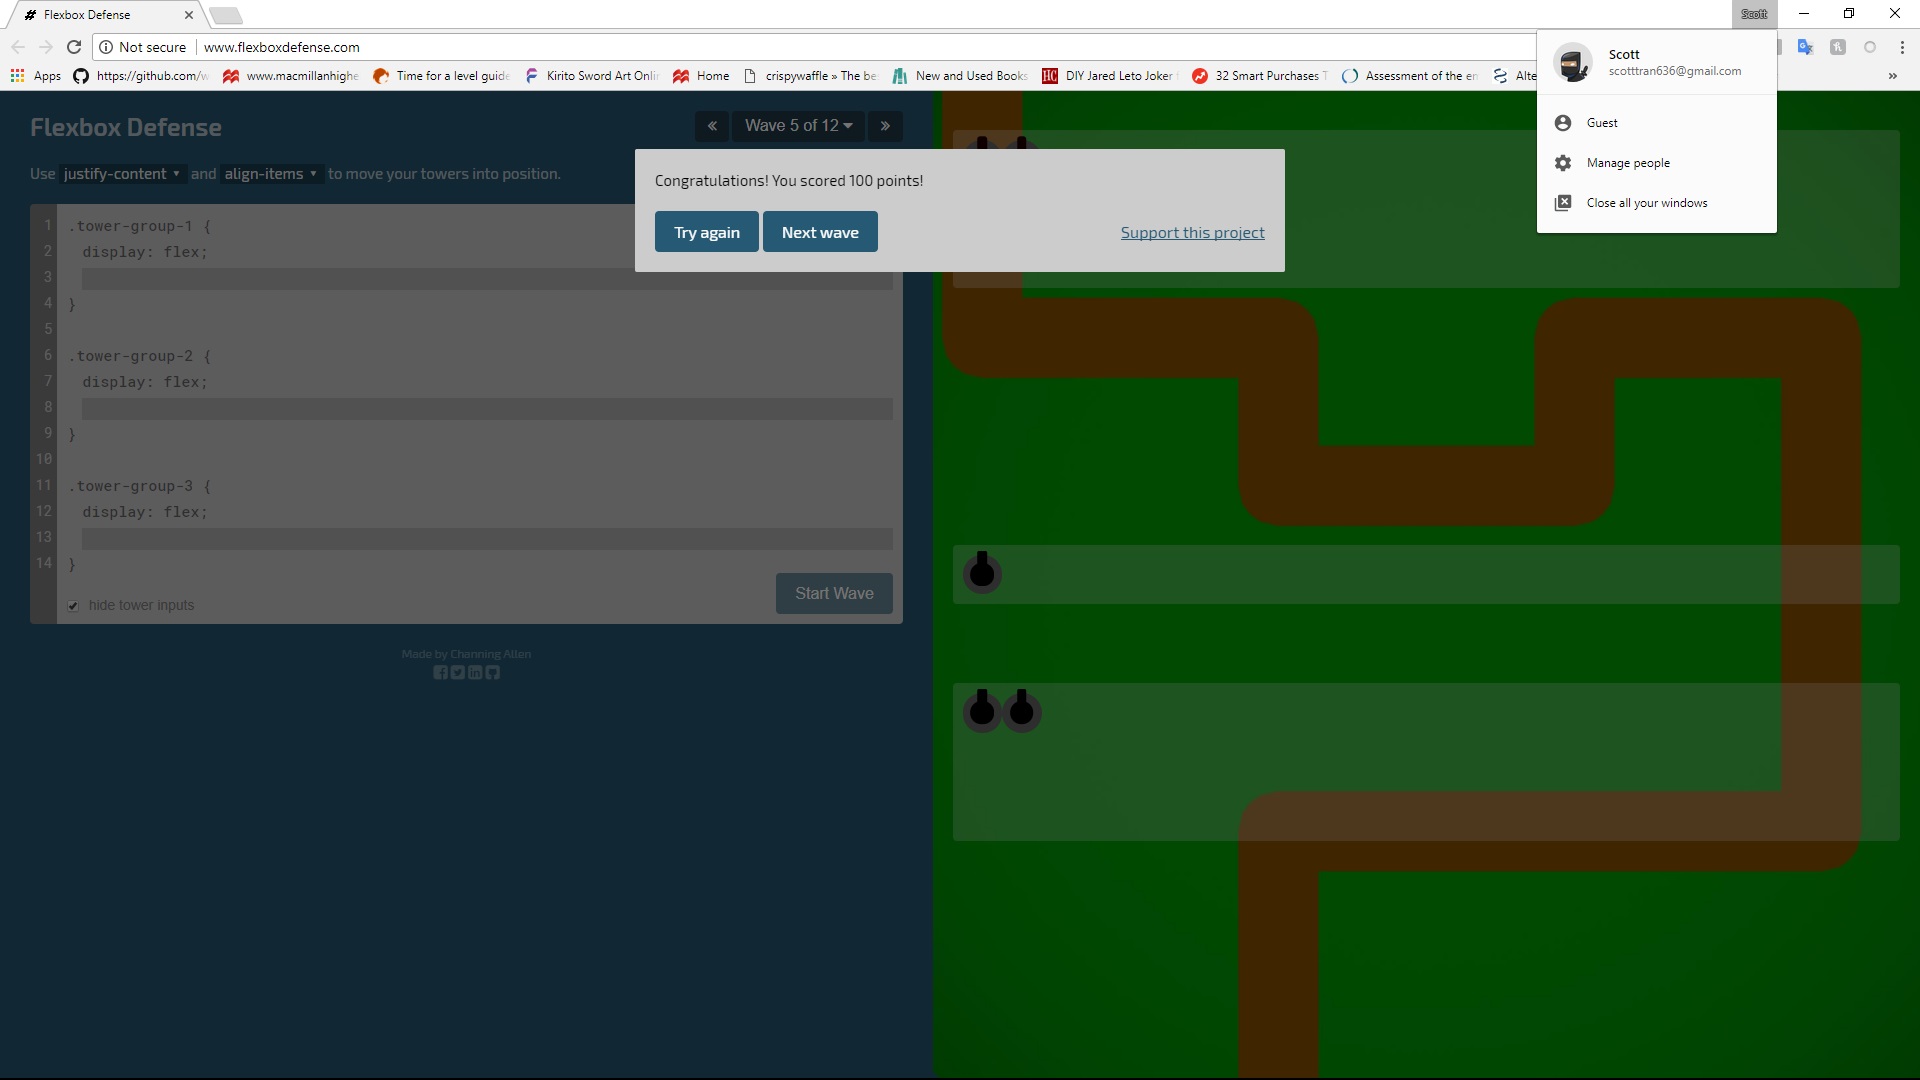 Flexbox Defense
Scott
Not secure
www.flexboxdefense.com
Apps
https://github.com/w
www.macmillanhighe
Time for a level guide
Kirito Sword Art Onlin
Home
crispywaffle » The be
New and Used Books
DIY Jared Leto Joker
32 Smart Purchases T
Assessment of the en
Alte
»
Scott
scotttran636@gmail.com
Guest
Manage people
Close all your windows
Flexbox Defense
«
Wave 5 of 12
»
Use justify-content and align-items to move your towers into position.
Congratulations! You scored 100 points!
Try again
Next wave
Support this project
1 .tower-group-1 {
2 display: flex;
3
4 }
5
6 .tower-group-2 {
7 display: flex;
8
9 }
10
11 .tower-group-3 {
12 display: flex;
13
14 }
hide tower inputs
Start Wave
Made by Channing Allen